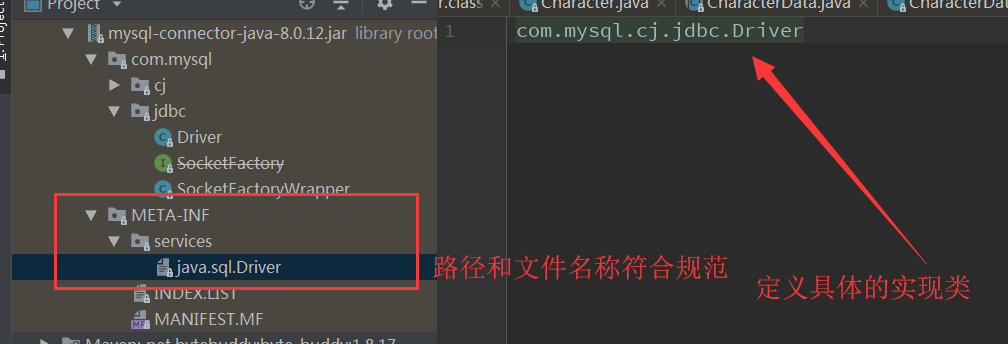 Project
r.class
Character.java
CharacterData.java
CharacterDat
1: Project
mysql-connector-java-8.0.12.jar library root
1
com.mysql.cj.jdbc.Driver
com.mysql
cj
jdbc
Driver
SocketFactory
SocketFactoryWrapper
META-INF
services
java.sql.Driver
路径和文件名称符合规范
定义具体的实现类
INDEX.LIST
MANIFEST.MF
Maven: net.bytebuddy:byte-buddy:1.8.17